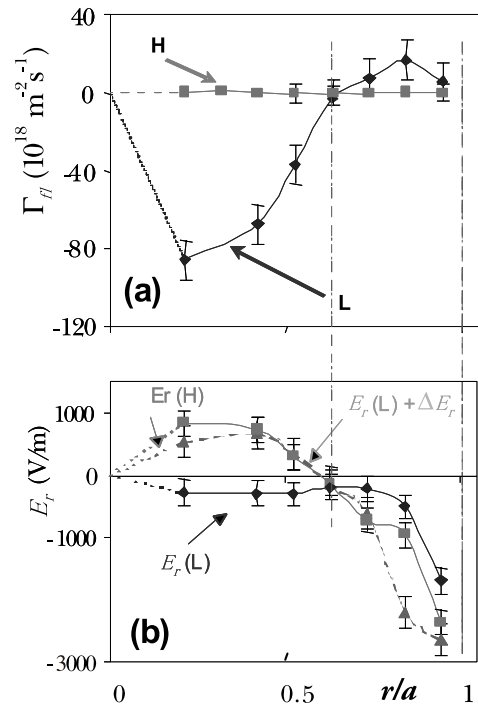 40
(a)
H
0
Γfl (10^18 m^-2 s^-1)
-40
-80
(a)
L
-120
Er (H)
Er (L) + ΔEr
1000
0
Er (V/m)
-1000
Er (L)
(b)
-3000
0
0.5
r/a
1